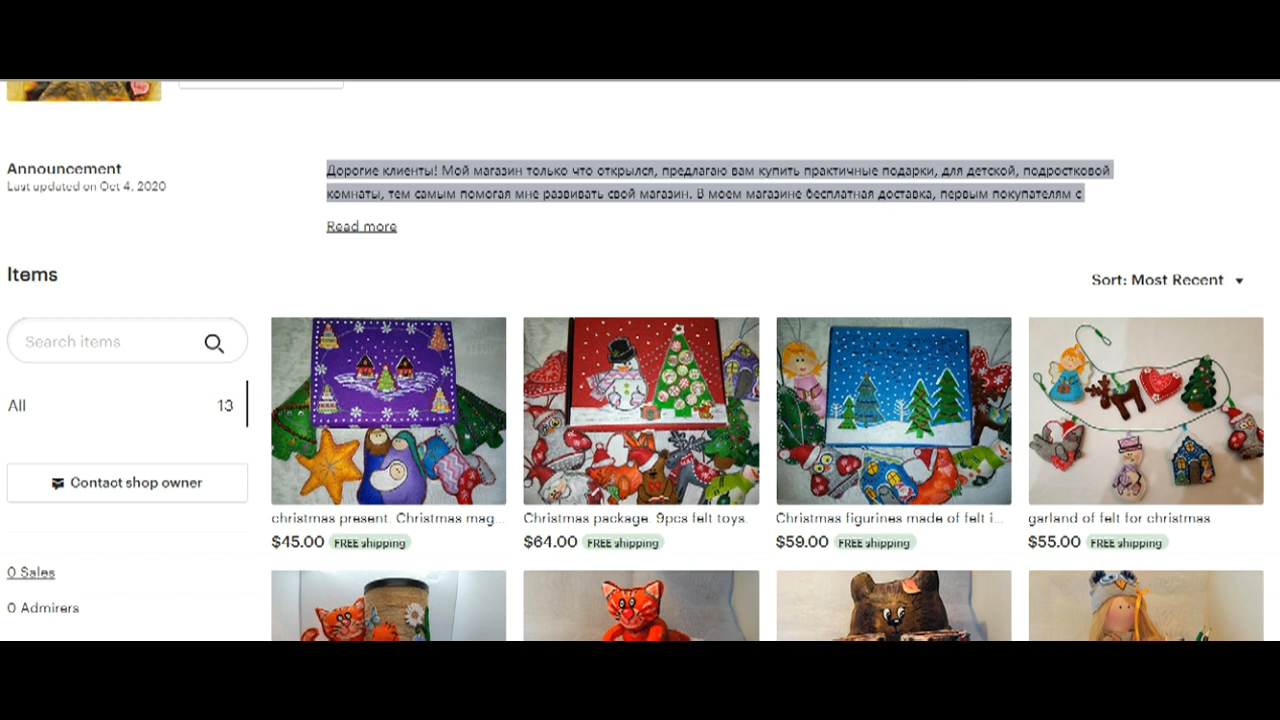 Announcement
Last updated on Oct 4, 2020
Дорогие клиенты! Мой магазин только что открылся, предлагаю вам купить практичные подарки, для детской, подростковой
комнаты, тем самым помогая мне развивать свой магазин. В моем магазине бесплатная доставка, первым покупателям с
Read more
Items
Sort: Most Recent
Search items
All 13
Contact shop owner
0 Sales
0 Admirers
christmas present. Christmas mag...
$45.00 FREE shipping
Christmas package. 9pcs felt toys.
$64.00 FREE shipping
Christmas figurines made of felt i...
$59.00 FREE shipping
garland of felt for christmas
$55.00 FREE shipping